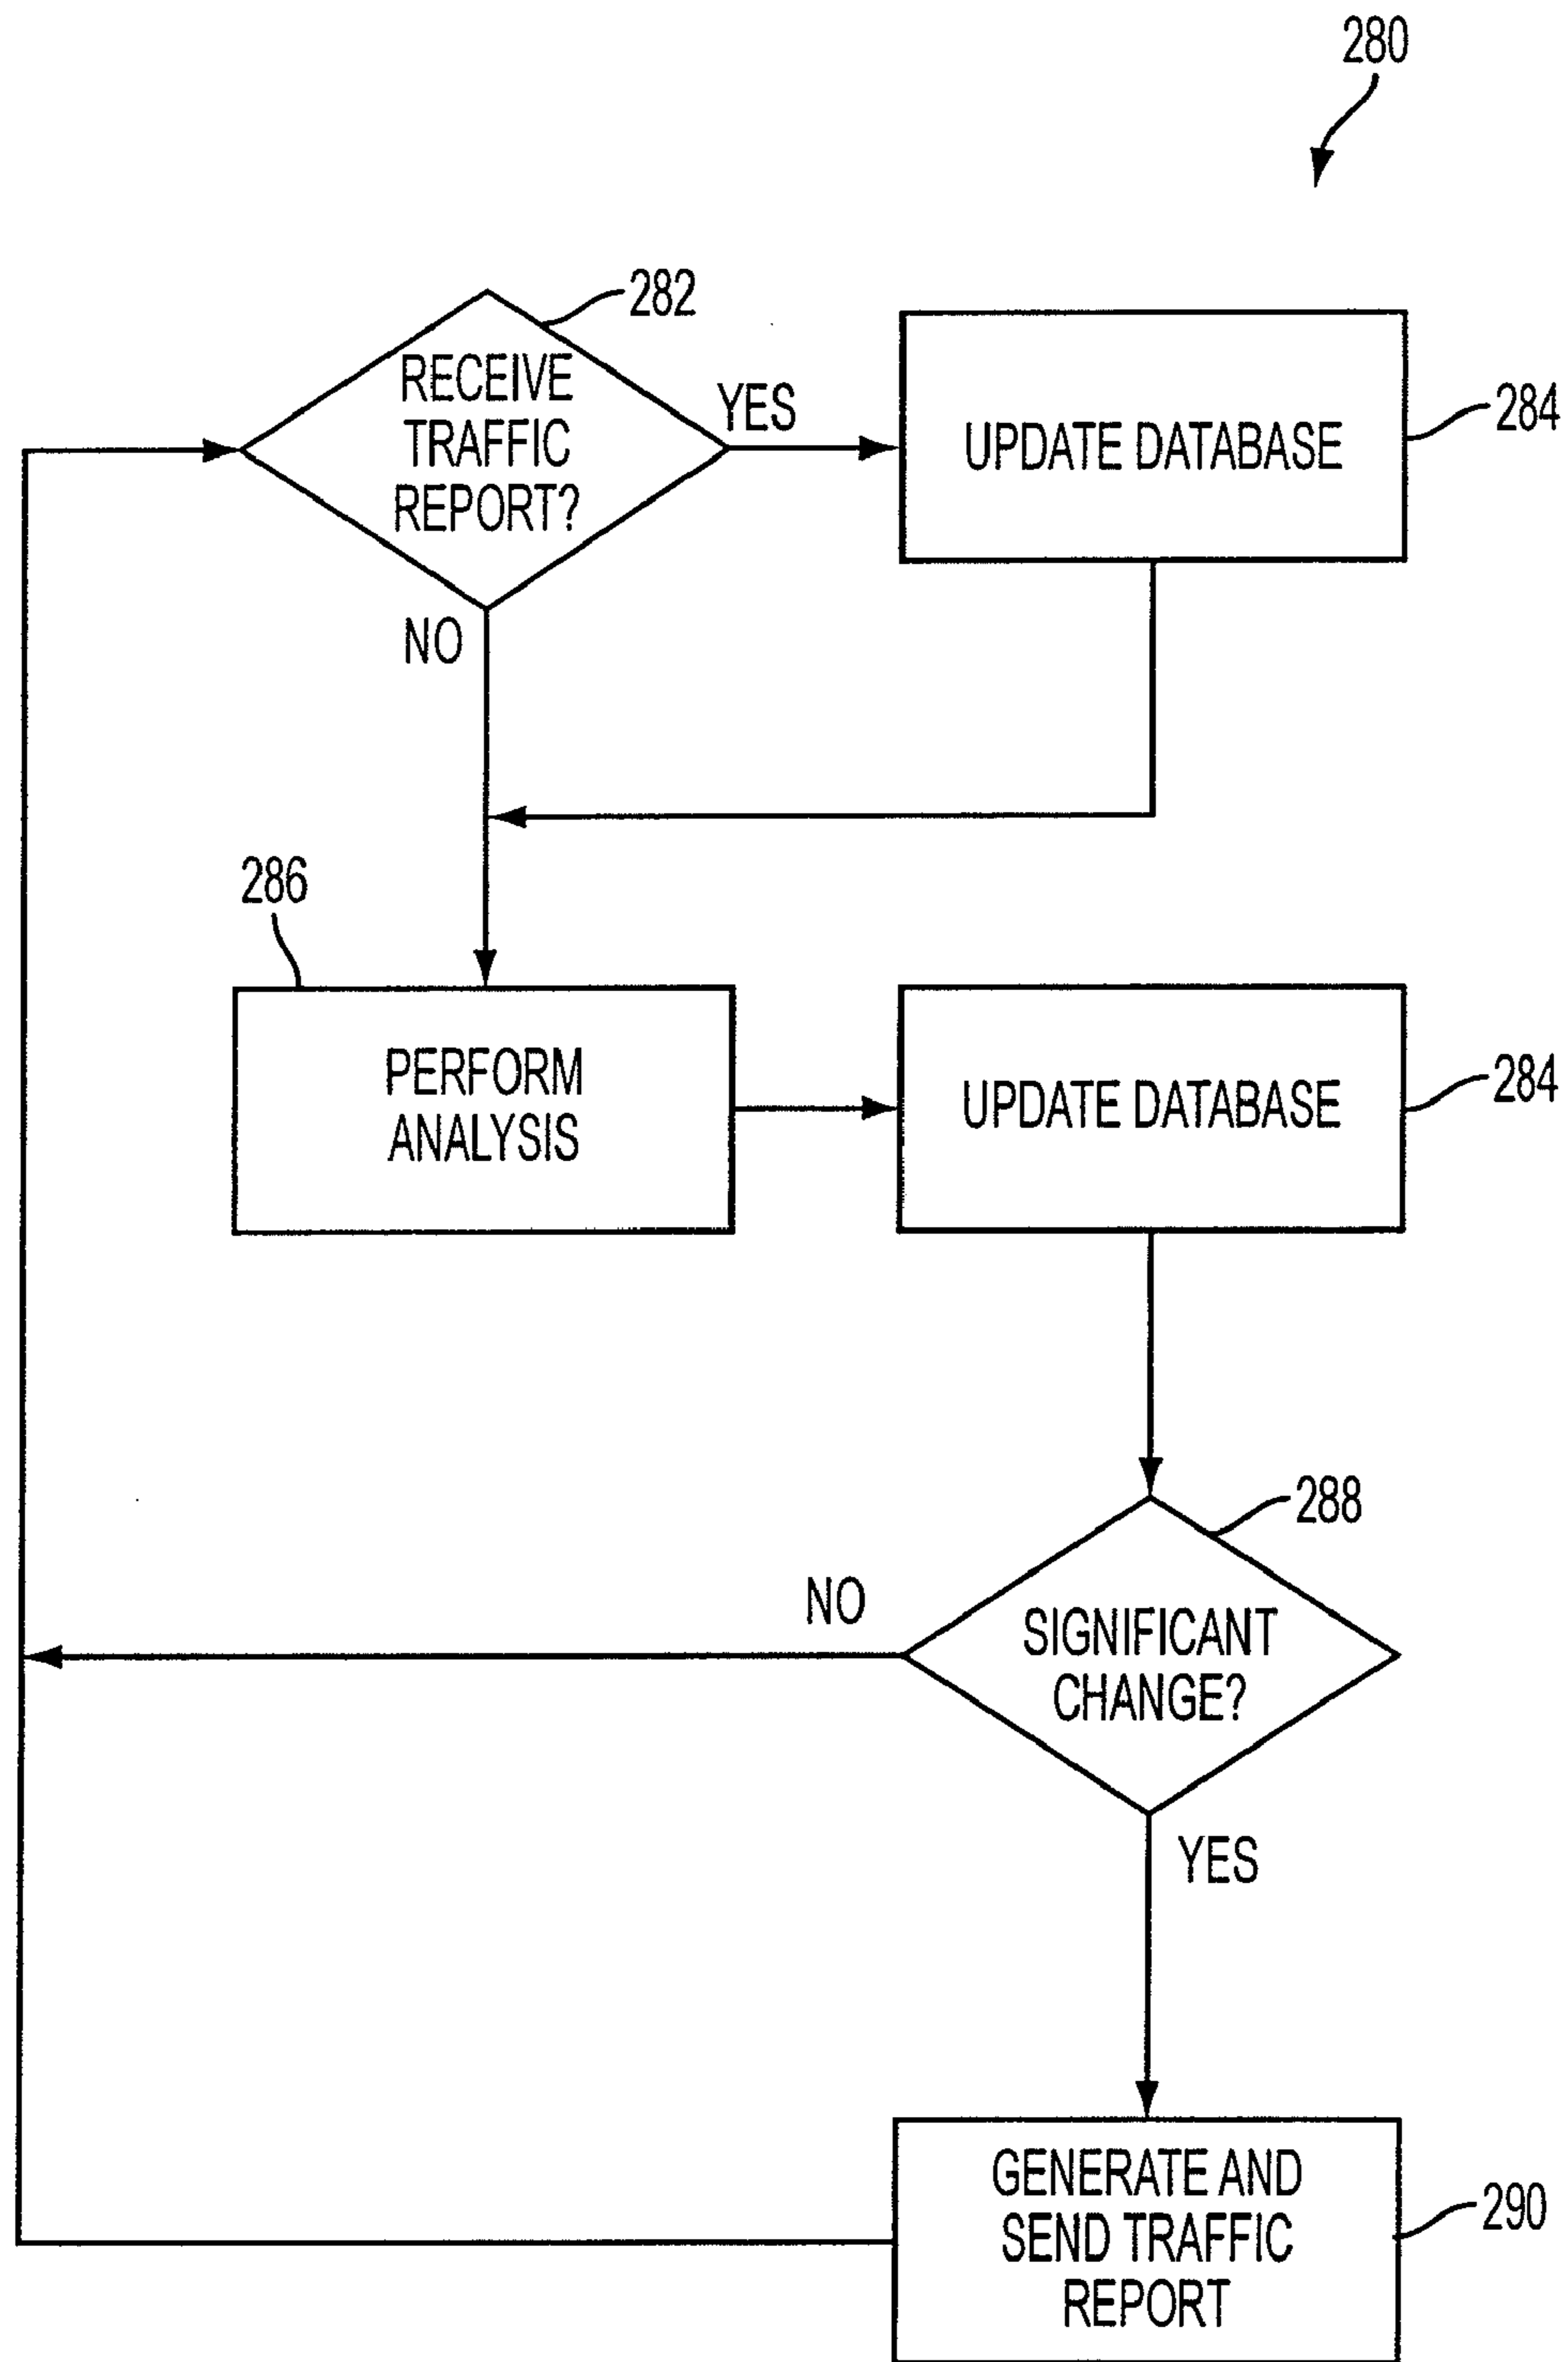 280
282
RECEIVE
TRAFFIC
REPORT?
YES
UPDATE DATABASE
284
NO
286
PERFORM
ANALYSIS
UPDATE DATABASE
284
288
NO
SIGNIFICANT
CHANGE?
YES
GENERATE AND
SEND TRAFFIC
REPORT
290